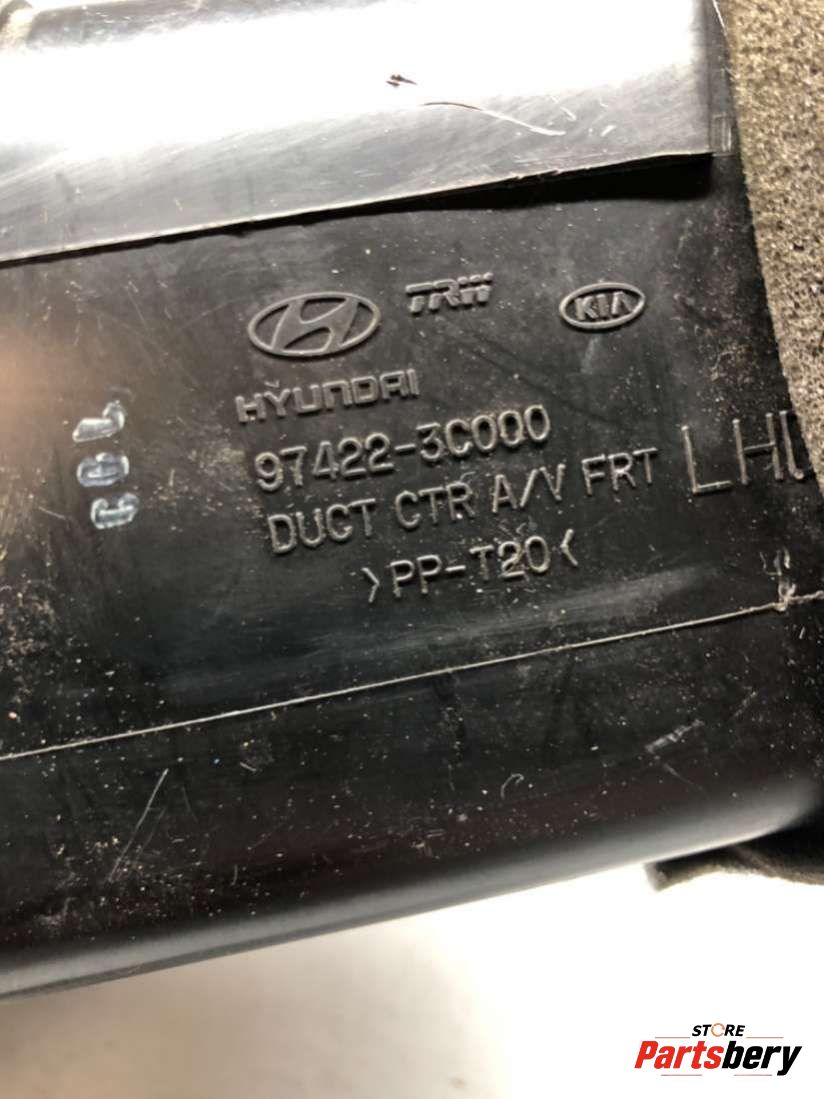 TRW
KIA
HYUNDAI
97422-3C000
DUCT CTR A/V FRT
>PP-T20<
STORE
Partsbery